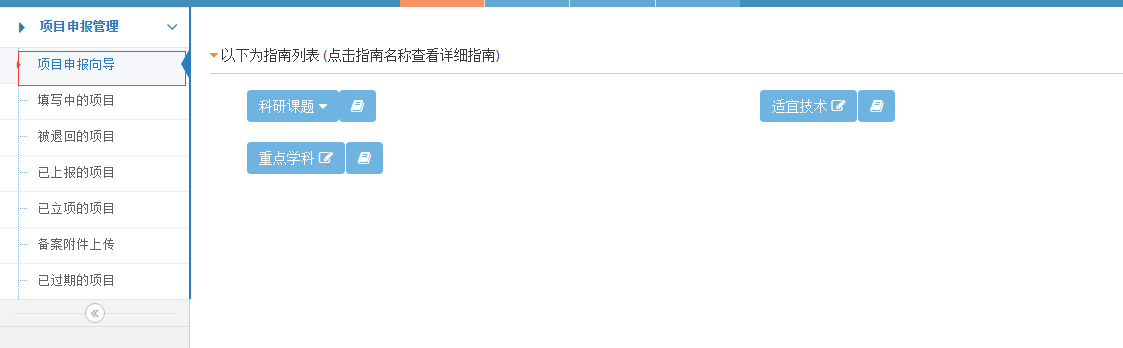 项目申报管理
项目申报向导
填写中的项目
被退回的项目
已上报的项目
已立项的项目
备案附件上传
已过期的项目
以下为指南列表 (点击指南名称查看详细指南)
科研课题
适宜技术
重点学科